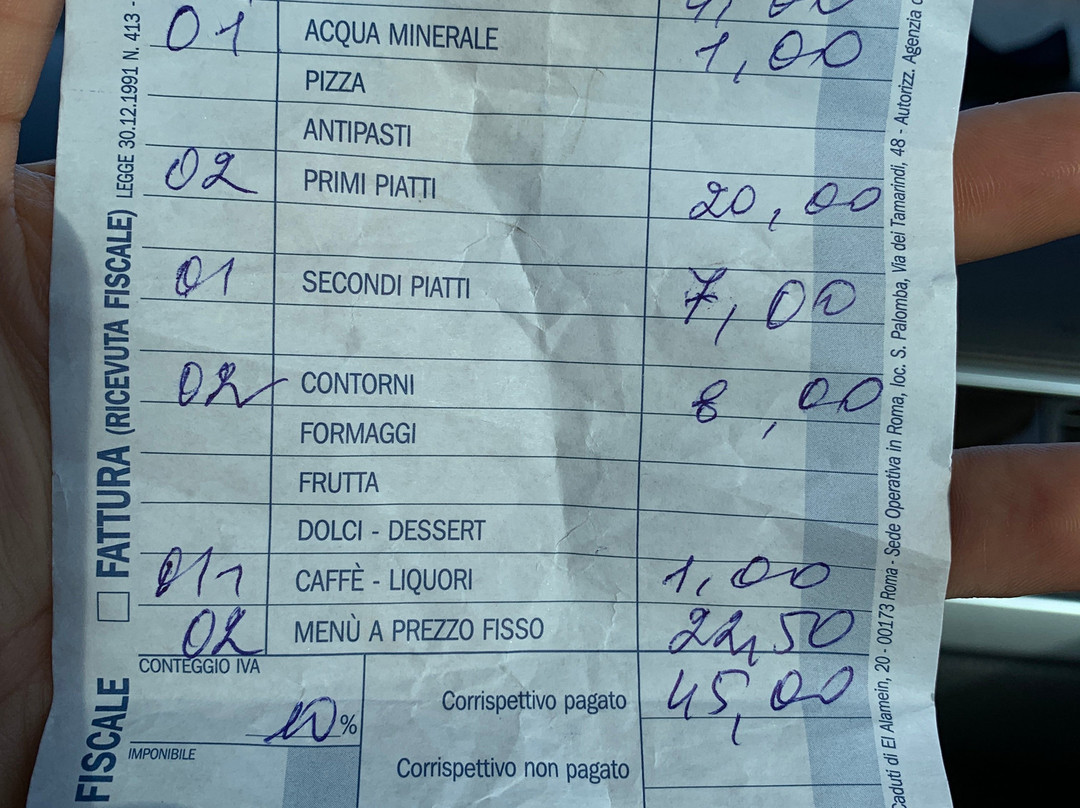 01 ACQUA MINERALE 1,00
PIZZA
ANTIPASTI
02 PRIMI PIATTI 20,00
01 SECONDI PIATTI 7,00
02 CONTORNI 8,00
FORMAGGI
FRUTTA
DOLCI - DESSERT
01 CAFFÈ - LIQUORI 1,00
02 MENÙ A PREZZO FISSO 22,50
CONTEGGIO IVA
Corrispettivo pagato 45,00
10%
IMPONIBILE
Corrispettivo non pagato
FISCALE ☐ FATTURA (RICEVUTA FISCALE) LEGGE 30.12.1991 N. 413 -
caduti di El Alamein, 20 - 00173 Roma - Sede Operativa in Roma, loc. S. Palomba, Via dei Tamarindi, 48 - Autorizz. Agenzia